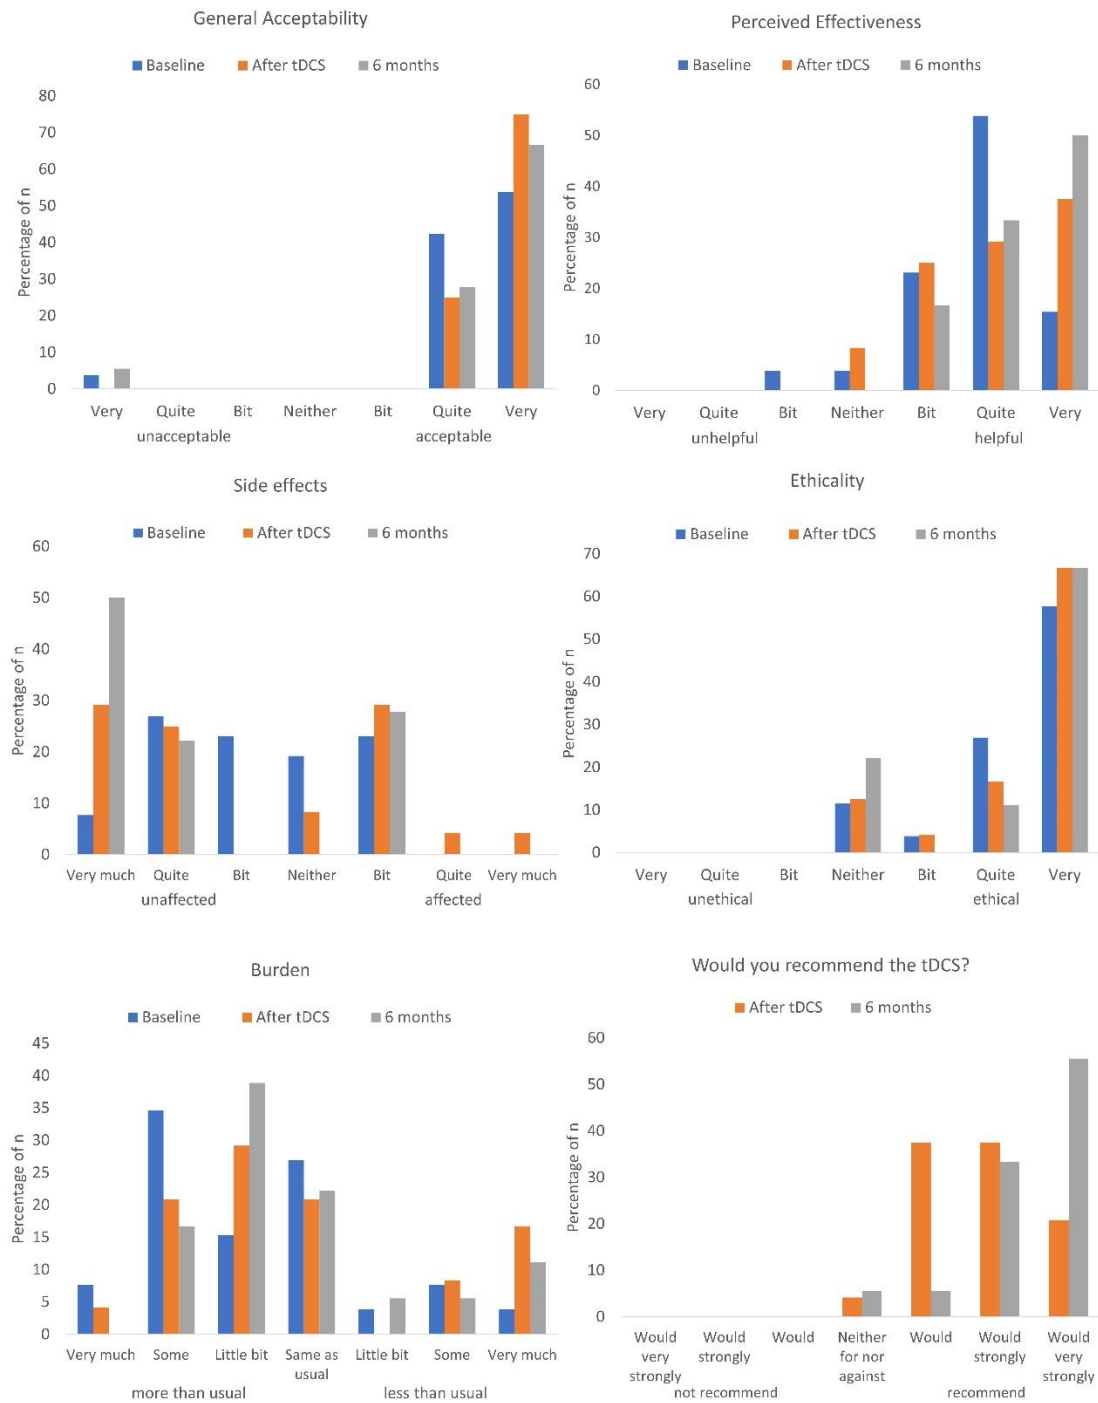 General Acceptability
Baseline After tDCS 6 months
Percentage of n
80
70
60
50
40
30
20
10
0
Very Quite Bit Neither Bit Quite Very
unacceptable acceptable
Perceived Effectiveness
Baseline After tDCS 6 months
Percentage of n
60
50
40
30
20
10
0
Very Quite Bit Neither Bit Quite Very
unhelpful helpful
Side effects
Baseline After tDCS 6 months
Percentage of n
60
50
40
30
20
10
0
Very much Quite Bit Neither Bit Quite Very much
unaffected affected
Ethicality
Baseline After tDCS 6 months
Percentage of n
70
60
50
40
30
20
10
0
Very Quite Bit Neither Bit Quite Very
unethical ethical
Burden
Baseline After tDCS 6 months
Percentage of n
45
40
35
30
25
20
15
10
5
0
Very much Some Little bit Same as Little bit Some Very much
usual
more than usual less than usual
Would you recommend the tDCS?
After tDCS 6 months
Percentage of n
60
50
40
30
20
10
0
Would Would Would Neither Would Would Would
very strongly for nor strongly very
strongly against strongly
not recommend recommend